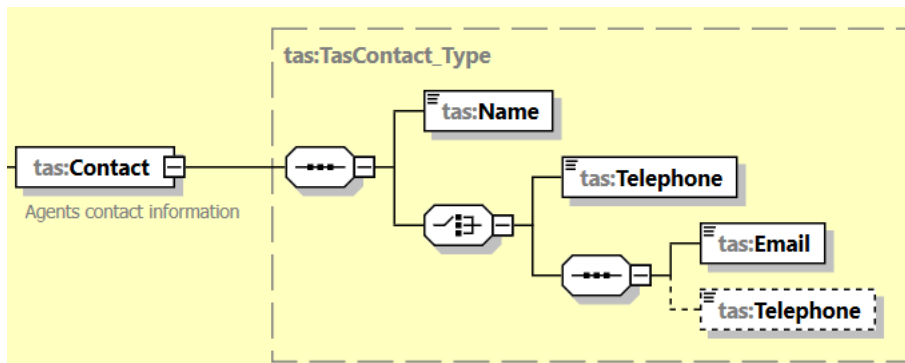 tas:TasContact_Type
tas:Name
tas:Contact
tas:Telephone
Agents contact information
tas:Email
tas:Telephone